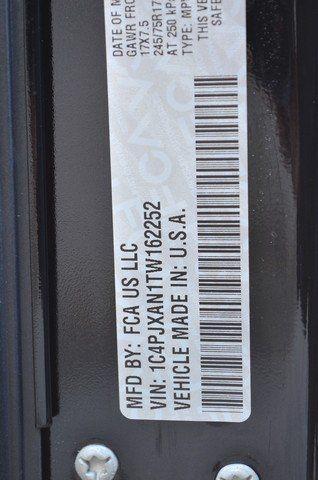 DATE OF M
GAWR FRO
17X7.5
245/75R17
AT 250 KP
TYPE: MP
THIS VE
SAFE
MFD BY: FCA US LLC
VIN: 1C4PJXAN1TW162252
VEHICLE MADE IN: U.S.A.